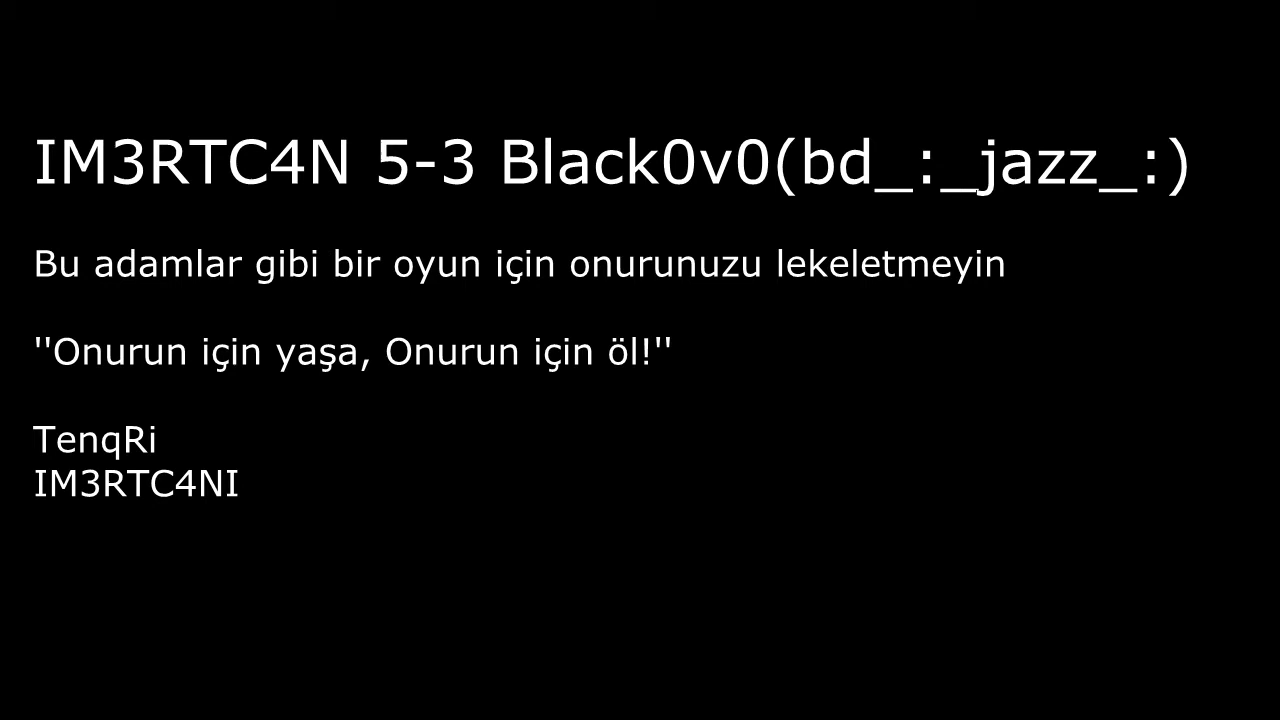 IM3RTC4N 5-3 Black0v0(bd_:_jazz_:)
Bu adamlar gibi bir oyun için onurunuzu lekeletmeyin
''Onurun için yaşa, Onurun için öl!''
TenqRi
IM3RTC4NI